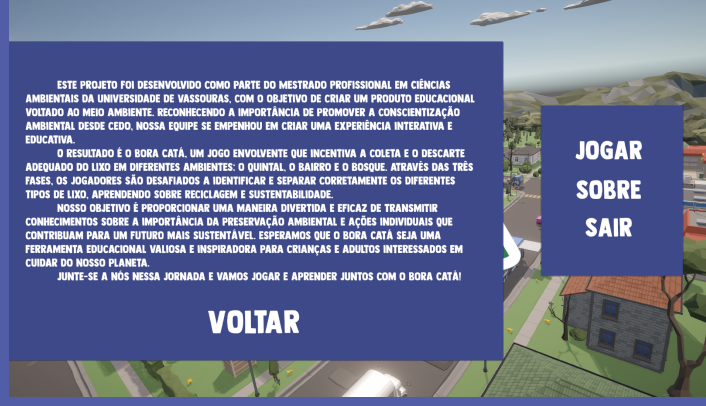 ESTE PROJETO FOI DESENVOLVIDO COMO PARTE DO MESTRADO PROFISSIONAL EM CIÊNCIAS
AMBIENTAIS DA UNIVERSIDADE DE VASSOURAS, COM O OBJETIVO DE CRIAR UM PRODUTO EDUCACIONAL
VOLTADO AO MEIO AMBIENTE. RECONHECENDO A IMPORTÂNCIA DE PROMOVER A CONSCIENTIZAÇÃO
AMBIENTAL DESDE CEDO, NOSSA EQUIPE SE EMPENHOU EM CRIAR UMA EXPERIÊNCIA INTERATIVA E
EDUCATIVA.
O RESULTADO É O BORA CATÁ, UM JOGO ENVOLVENTE QUE INCENTIVA A COLETA E O DESCARTE
ADEQUADO DO LIXO EM DIFERENTES AMBIENTES: O QUINTAL, O BAIRRO E O BOSQUE. ATRAVÉS DAS TRÊS
FASES, OS JOGADORES SÃO DESAFIADOS A IDENTIFICAR E SEPARAR CORRETAMENTE OS DIFERENTES
TIPOS DE LIXO, APRENDENDO SOBRE RECICLAGEM E SUSTENTABILIDADE.
NOSSO OBJETIVO É PROPORCIONAR UMA MANEIRA DIVERTIDA E EFICAZ DE TRANSMITIR
CONHECIMENTOS SOBRE A IMPORTÂNCIA DA PRESERVAÇÃO AMBIENTAL E AÇÕES INDIVIDUAIS QUE
CONTRIBUAM PARA UM FUTURO MAIS SUSTENTÁVEL. ESPERAMOS QUE O BORA CATÁ SEJA UMA
FERRAMENTA EDUCACIONAL VALIOSA E INSPIRADORA PARA CRIANÇAS E ADULTOS INTERESSADOS EM
CUIDAR DO NOSSO PLANETA.
JUNTE-SE A NÓS NESSA JORNADA E VAMOS JOGAR E APRENDER JUNTOS COM O BORA CATÁ!
VOLTAR
JOGAR
SOBRE
SAIR